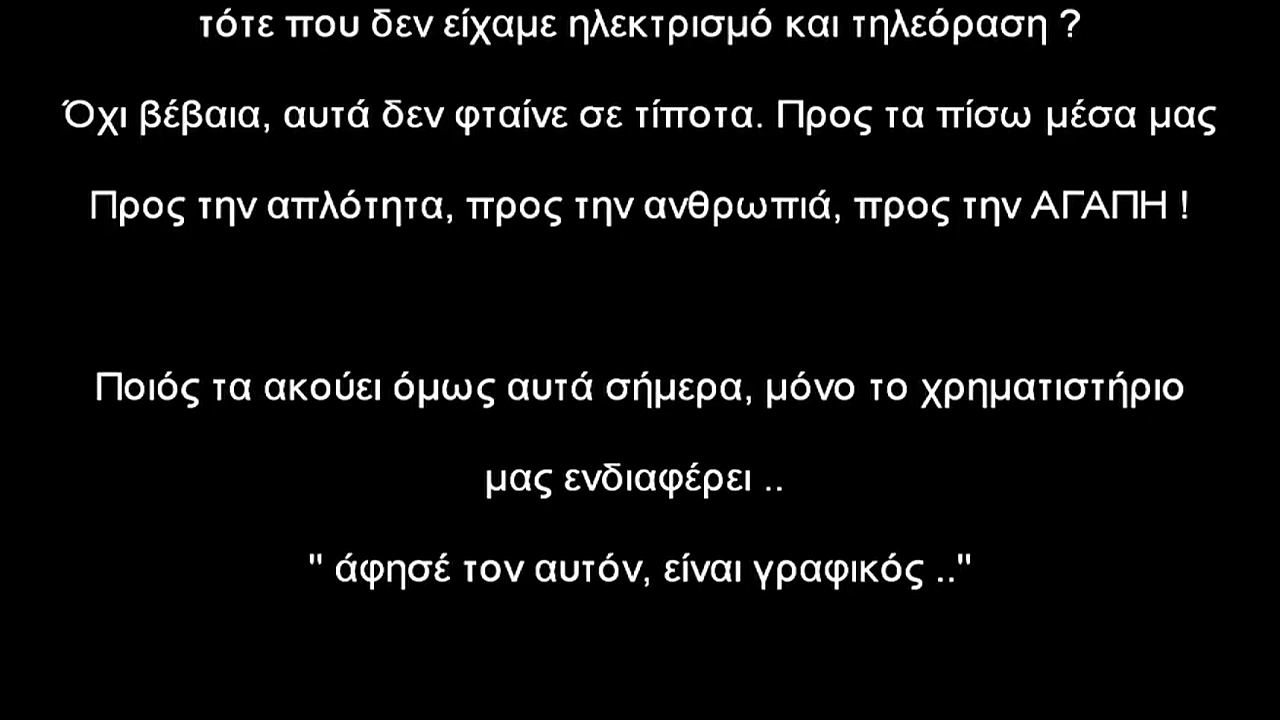 τότε που δεν είχαμε ηλεκτρισμό και τηλεόραση ?
Όχι βέβαια, αυτά δεν φταίνε σε τίποτα. Προς τα πίσω μέσα μας
Προς την απλότητα, προς την ανθρωπιά, προς την ΑΓΑΠΗ !
Ποιός τα ακούει όμως αυτά σήμερα, μόνο το χρηματιστήριο
μας ενδιαφέρει ..
" άφησέ τον αυτόν, είναι γραφικός .."